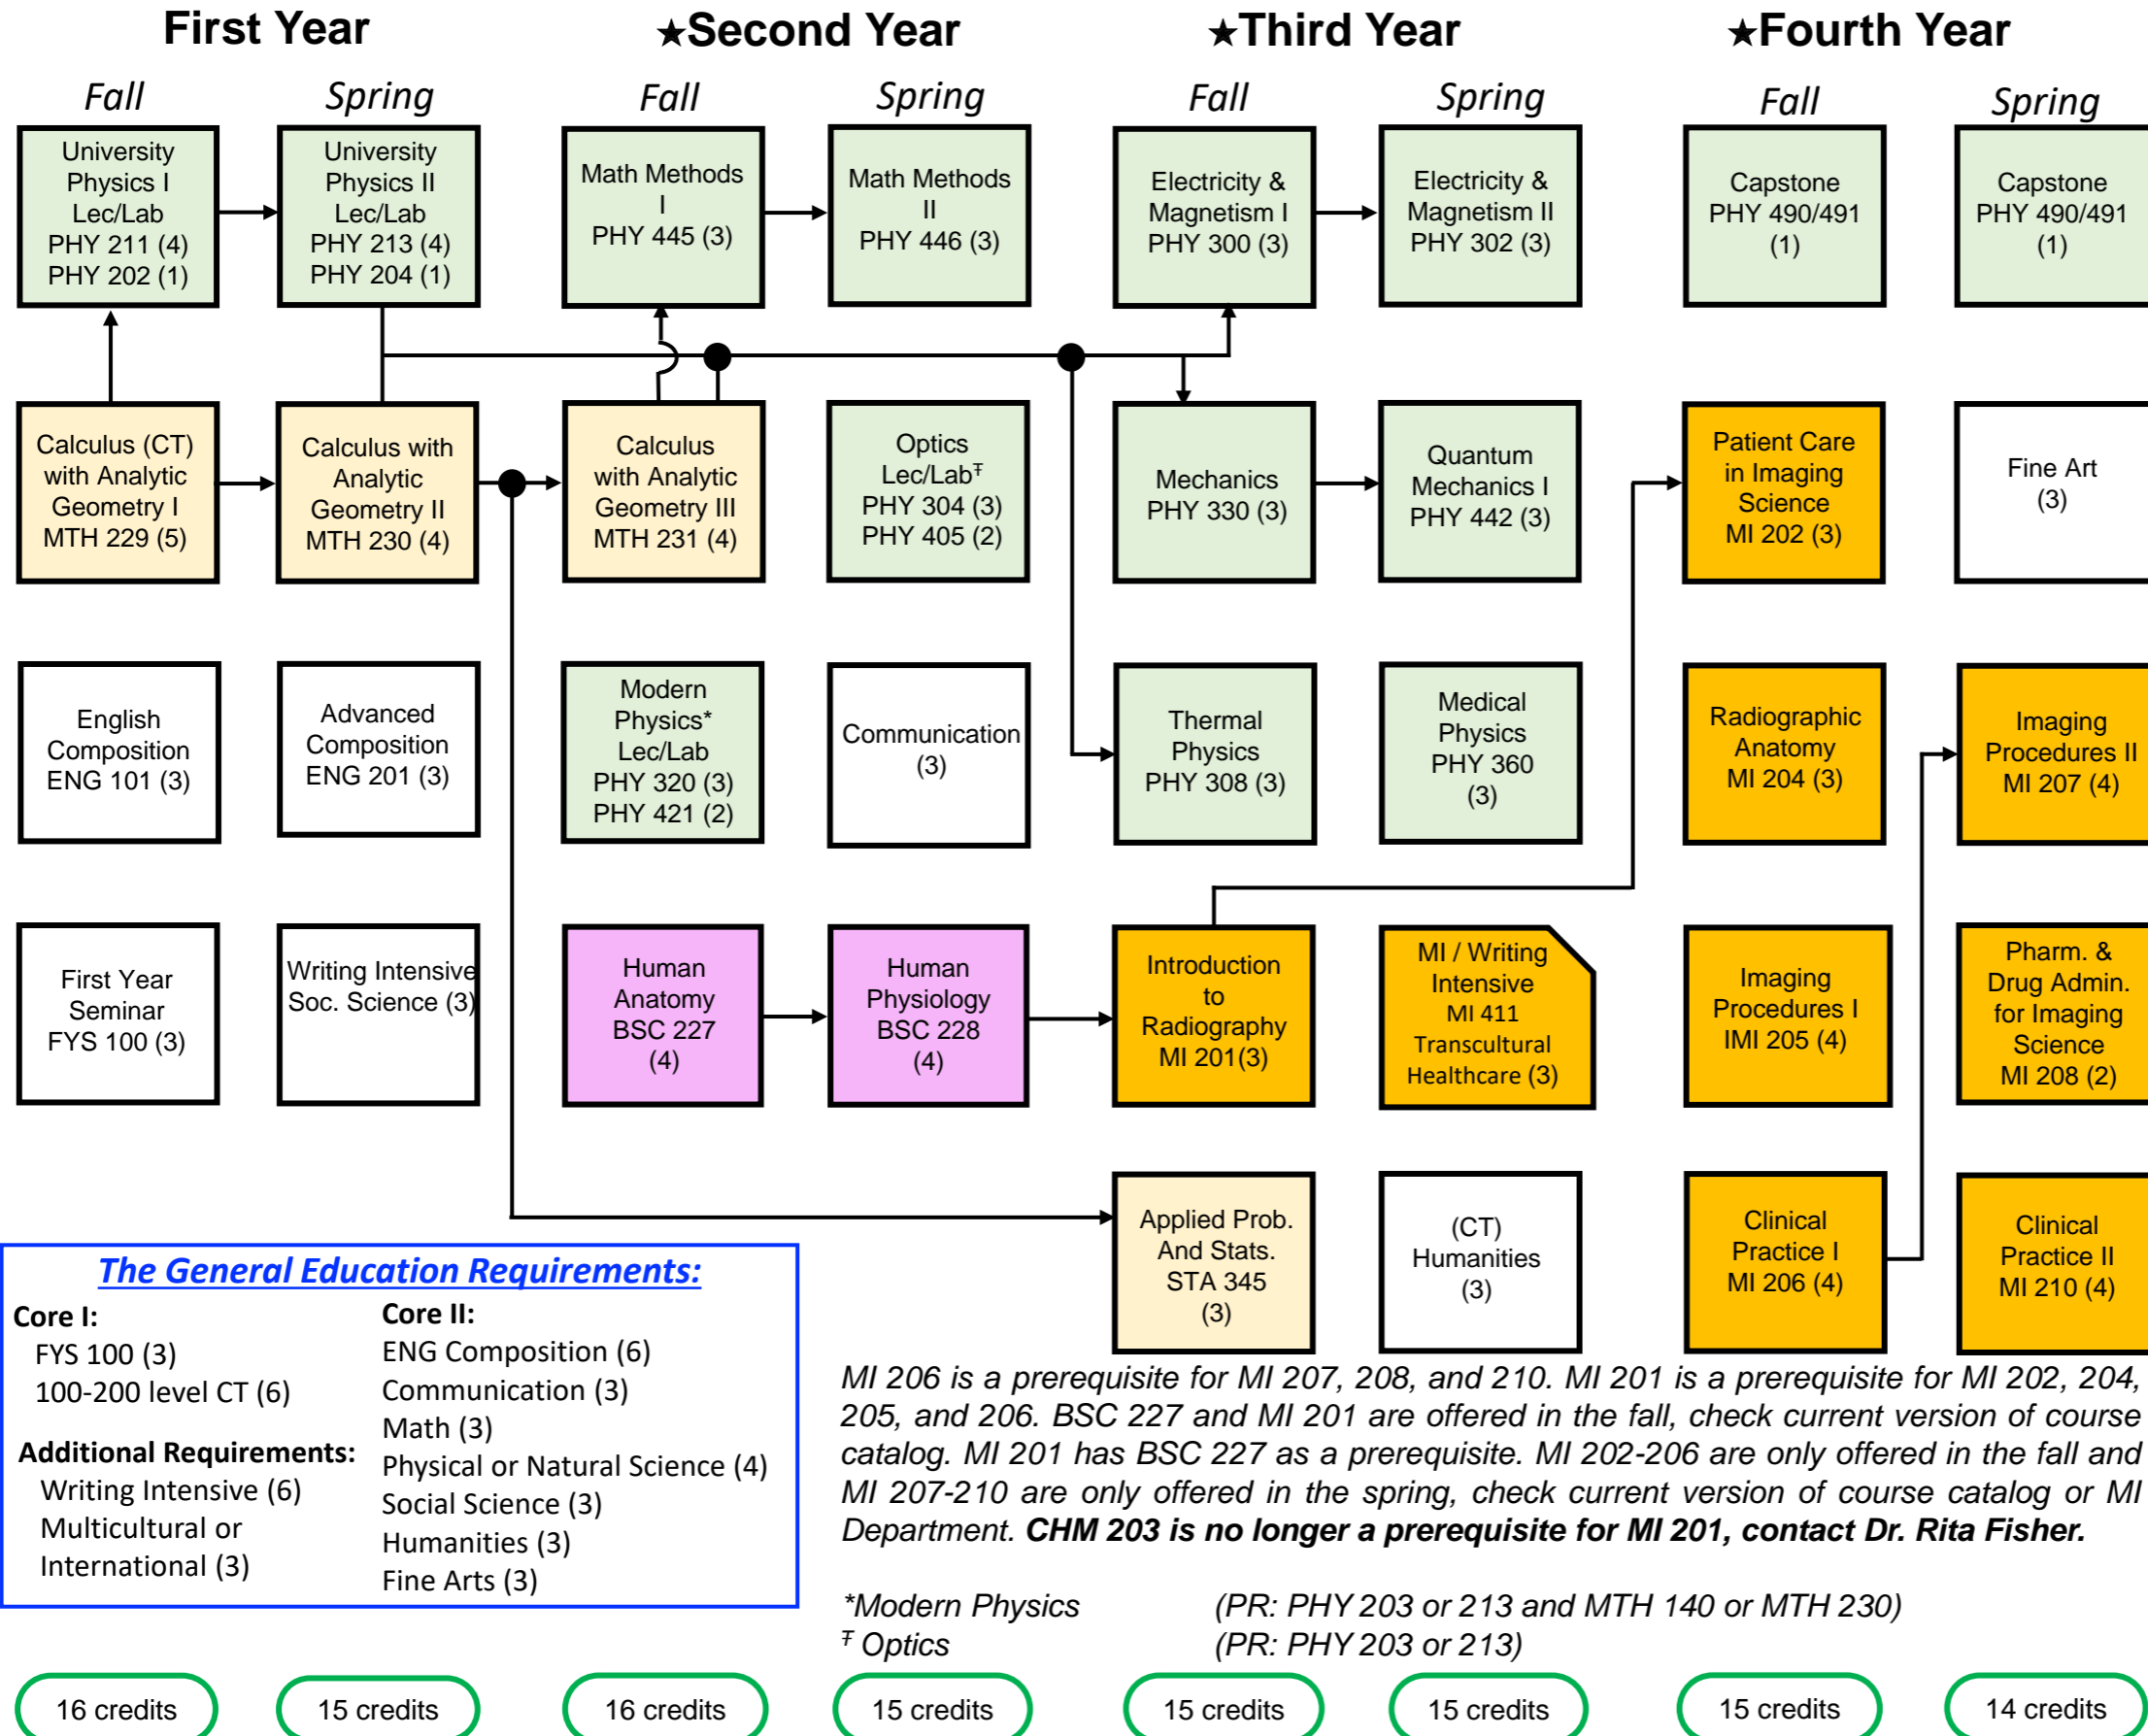 First Year
★Second Year
★Third Year
★Fourth Year
Fall
Spring
Fall
Spring
Fall
Spring
Fall
Spring
University
Physics I
Lec/Lab
PHY 211 (4)
PHY 202 (1)
University
Physics II
Lec/Lab
PHY 213 (4)
PHY 204 (1)
Math Methods
I
PHY 445 (3)
Math Methods
II
PHY 446 (3)
Electricity &
Magnetism I
PHY 300 (3)
Electricity &
Magnetism II
PHY 302 (3)
Capstone
PHY 490/491
(1)
Capstone
PHY 490/491
(1)
Calculus (CT)
with Analytic
Geometry I
MTH 229 (5)
Calculus with
Analytic
Geometry II
MTH 230 (4)
Calculus
with Analytic
Geometry III
MTH 231 (4)
Optics
Lec/Lab₮
PHY 304 (3)
PHY 405 (2)
Mechanics
PHY 330 (3)
Quantum
Mechanics I
PHY 442 (3)
Patient Care
in Imaging
Science
MI 202 (3)
Fine Art
(3)
English
Composition
ENG 101 (3)
Advanced
Composition
ENG 201 (3)
Modern
Physics*
Lec/Lab
PHY 320 (3)
PHY 421 (2)
Communication
(3)
Thermal
Physics
PHY 308 (3)
Medical
Physics
PHY 360
(3)
Radiographic
Anatomy
MI 204 (3)
Imaging
Procedures II
MI 207 (4)
First Year
Seminar
FYS 100 (3)
Writing Intensive
Soc. Science (3)
Human
Anatomy
BSC 227
(4)
Human
Physiology
BSC 228
(4)
Introduction
to
Radiography
MI 201(3)
MI / Writing
Intensive
MI 411
Transcultural
Healthcare (3)
Imaging
Procedures I
IMI 205 (4)
Pharm. &
Drug Admin.
for Imaging
Science
MI 208 (2)
Applied Prob.
And Stats.
STA 345
(3)
(CT)
Humanities
(3)
Clinical
Practice I
MI 206 (4)
Clinical
Practice II
MI 210 (4)
The General Education Requirements:
Core I:
FYS 100 (3)
100-200 level CT (6)
Additional Requirements:
Writing Intensive (6)
Multicultural or
International (3)
Core II:
ENG Composition (6)
Communication (3)
Math (3)
Physical or Natural Science (4)
Social Science (3)
Humanities (3)
Fine Arts (3)
MI 206 is a prerequisite for MI 207, 208, and 210. MI 201 is a prerequisite for MI 202, 204,
205, and 206. BSC 227 and MI 201 are offered in the fall, check current version of course
catalog. MI 201 has BSC 227 as a prerequisite. MI 202-206 are only offered in the fall and
MI 207-210 are only offered in the spring, check current version of course catalog or MI
Department. CHM 203 is no longer a prerequisite for MI 201, contact Dr. Rita Fisher.
*Modern Physics (PR: PHY 203 or 213 and MTH 140 or MTH 230)
₮ Optics (PR: PHY 203 or 213)
16 credits
15 credits
16 credits
15 credits
15 credits
15 credits
15 credits
14 credits